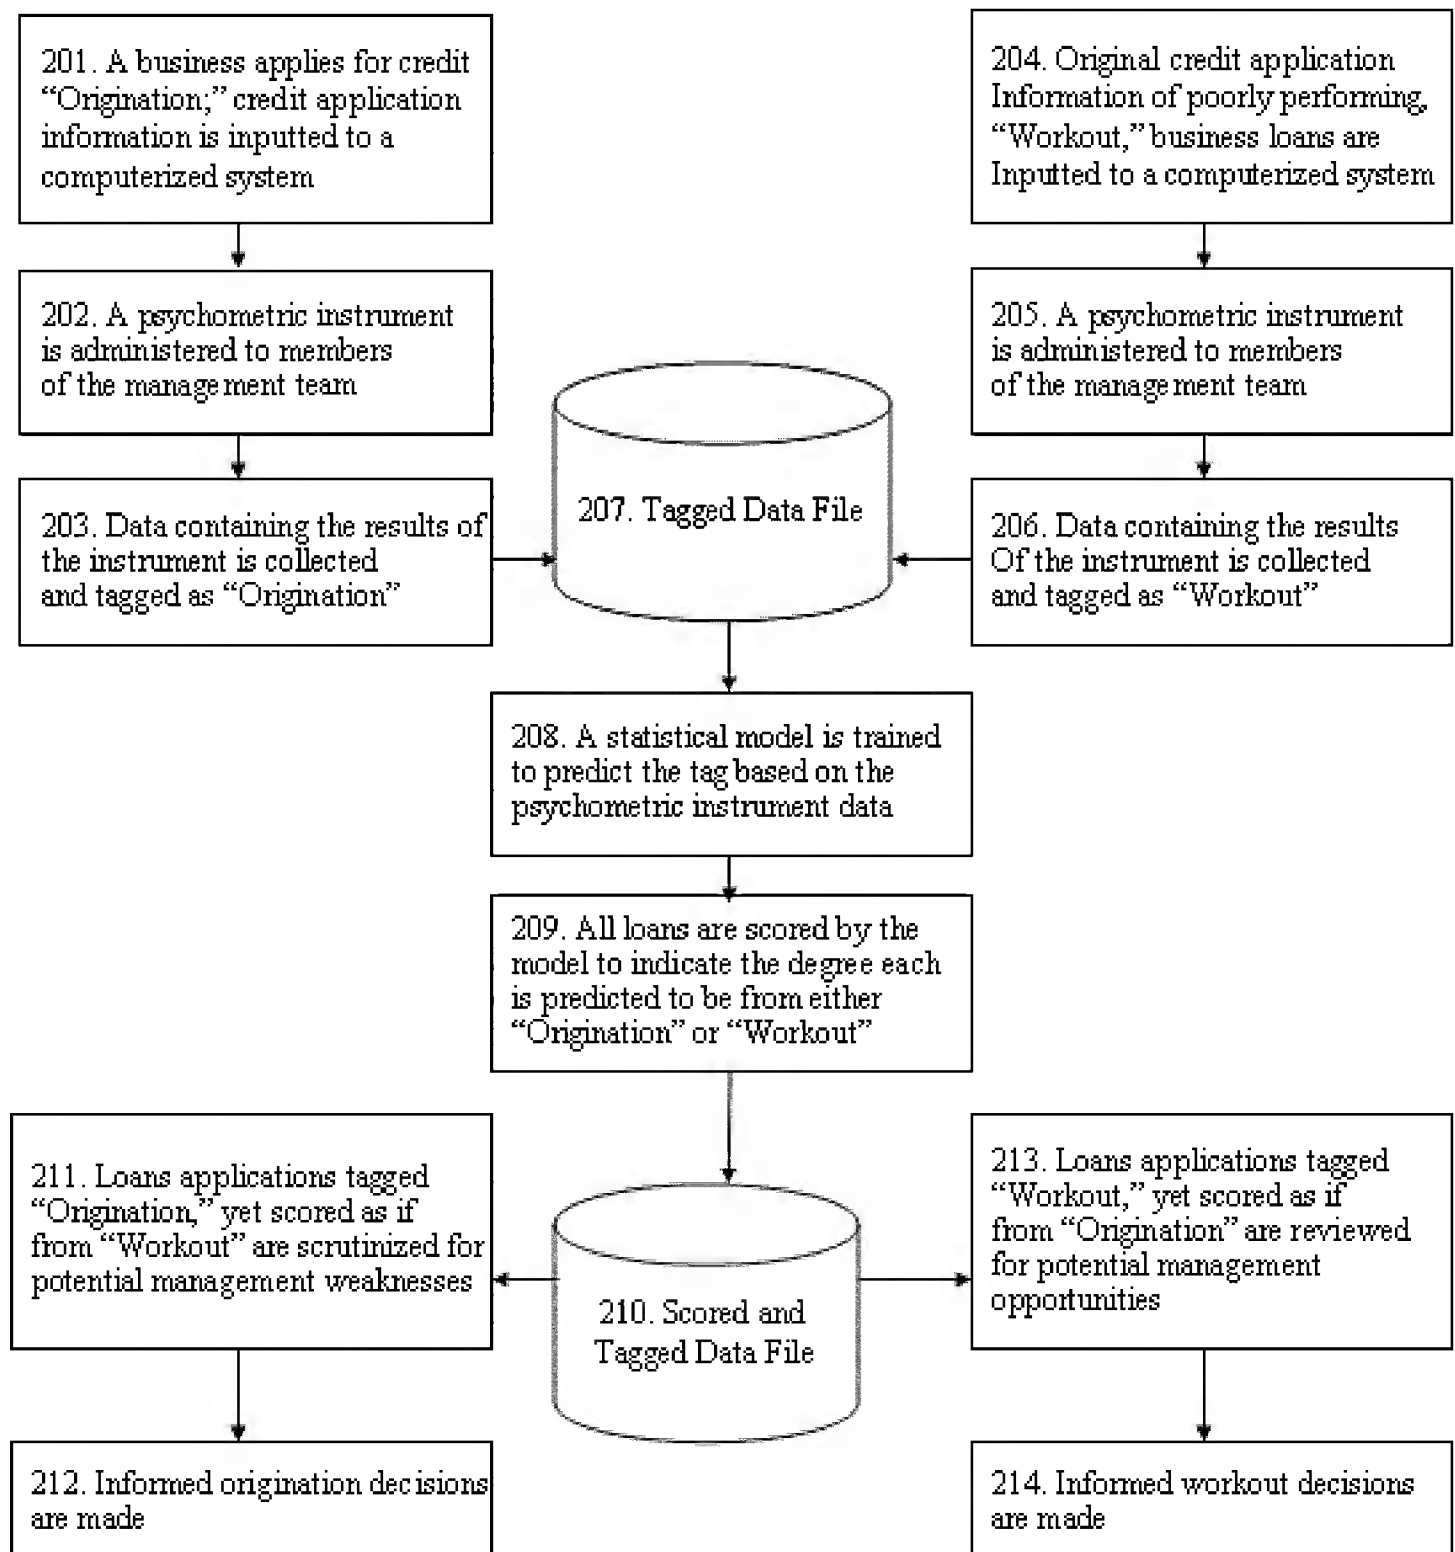 201. A business applies for credit
“Origination;” credit application
information is inputted to a
computerized system
202. A psychometric instrument
is administered to members
of the management team
203. Data containing the results of
the instrument is collected
and tagged as “Origination”
204. Original credit application
Information of poorly performing,
“Workout,” business loans are
Inputted to a computerized system
205. A psychometric instrument
is administered to members
of the management team
206. Data containing the results
Of the instrument is collected
and tagged as “Workout”
207. Tagged Data File
208. A statistical model is trained
to predict the tag based on the
psychometric instrument data
209. All loans are scored by the
model to indicate the degree each
is predicted to be from either
“Origination” or “Workout”
210. Scored and
Tagged Data File
211. Loans applications tagged
“Origination,” yet scored as if
from “Workout” are scrutinized for
potential management weaknesses
212. Informed origination decisions
are made
213. Loans applications tagged
“Workout,” yet scored as if
from “Origination” are reviewed
for potential management
opportunities
214. Informed workout decisions
are made